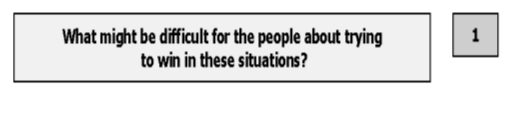 What might be difficult for the people about trying
to win in these situations?
1